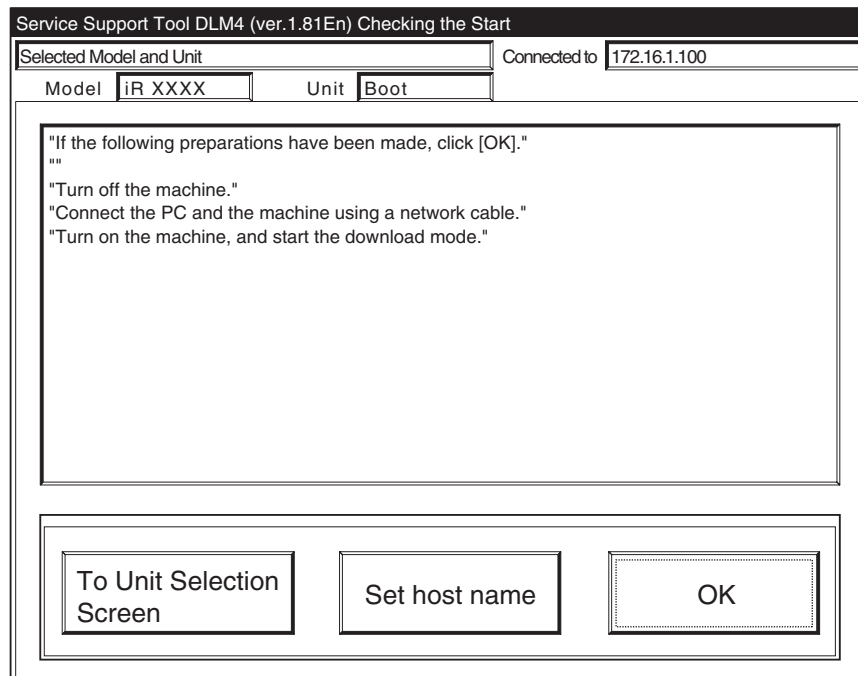 Service Support Tool DLM4 (ver.1.81En) Checking the Start
Selected Model and Unit
Connected to 172.16.1.100
Model iR XXXX Unit Boot
"If the following preparations have been made, click [OK]."
""
"Turn off the machine."
"Connect the PC and the machine using a network cable."
"Turn on the machine, and start the download mode."
To Unit Selection
Screen
Set host name
OK